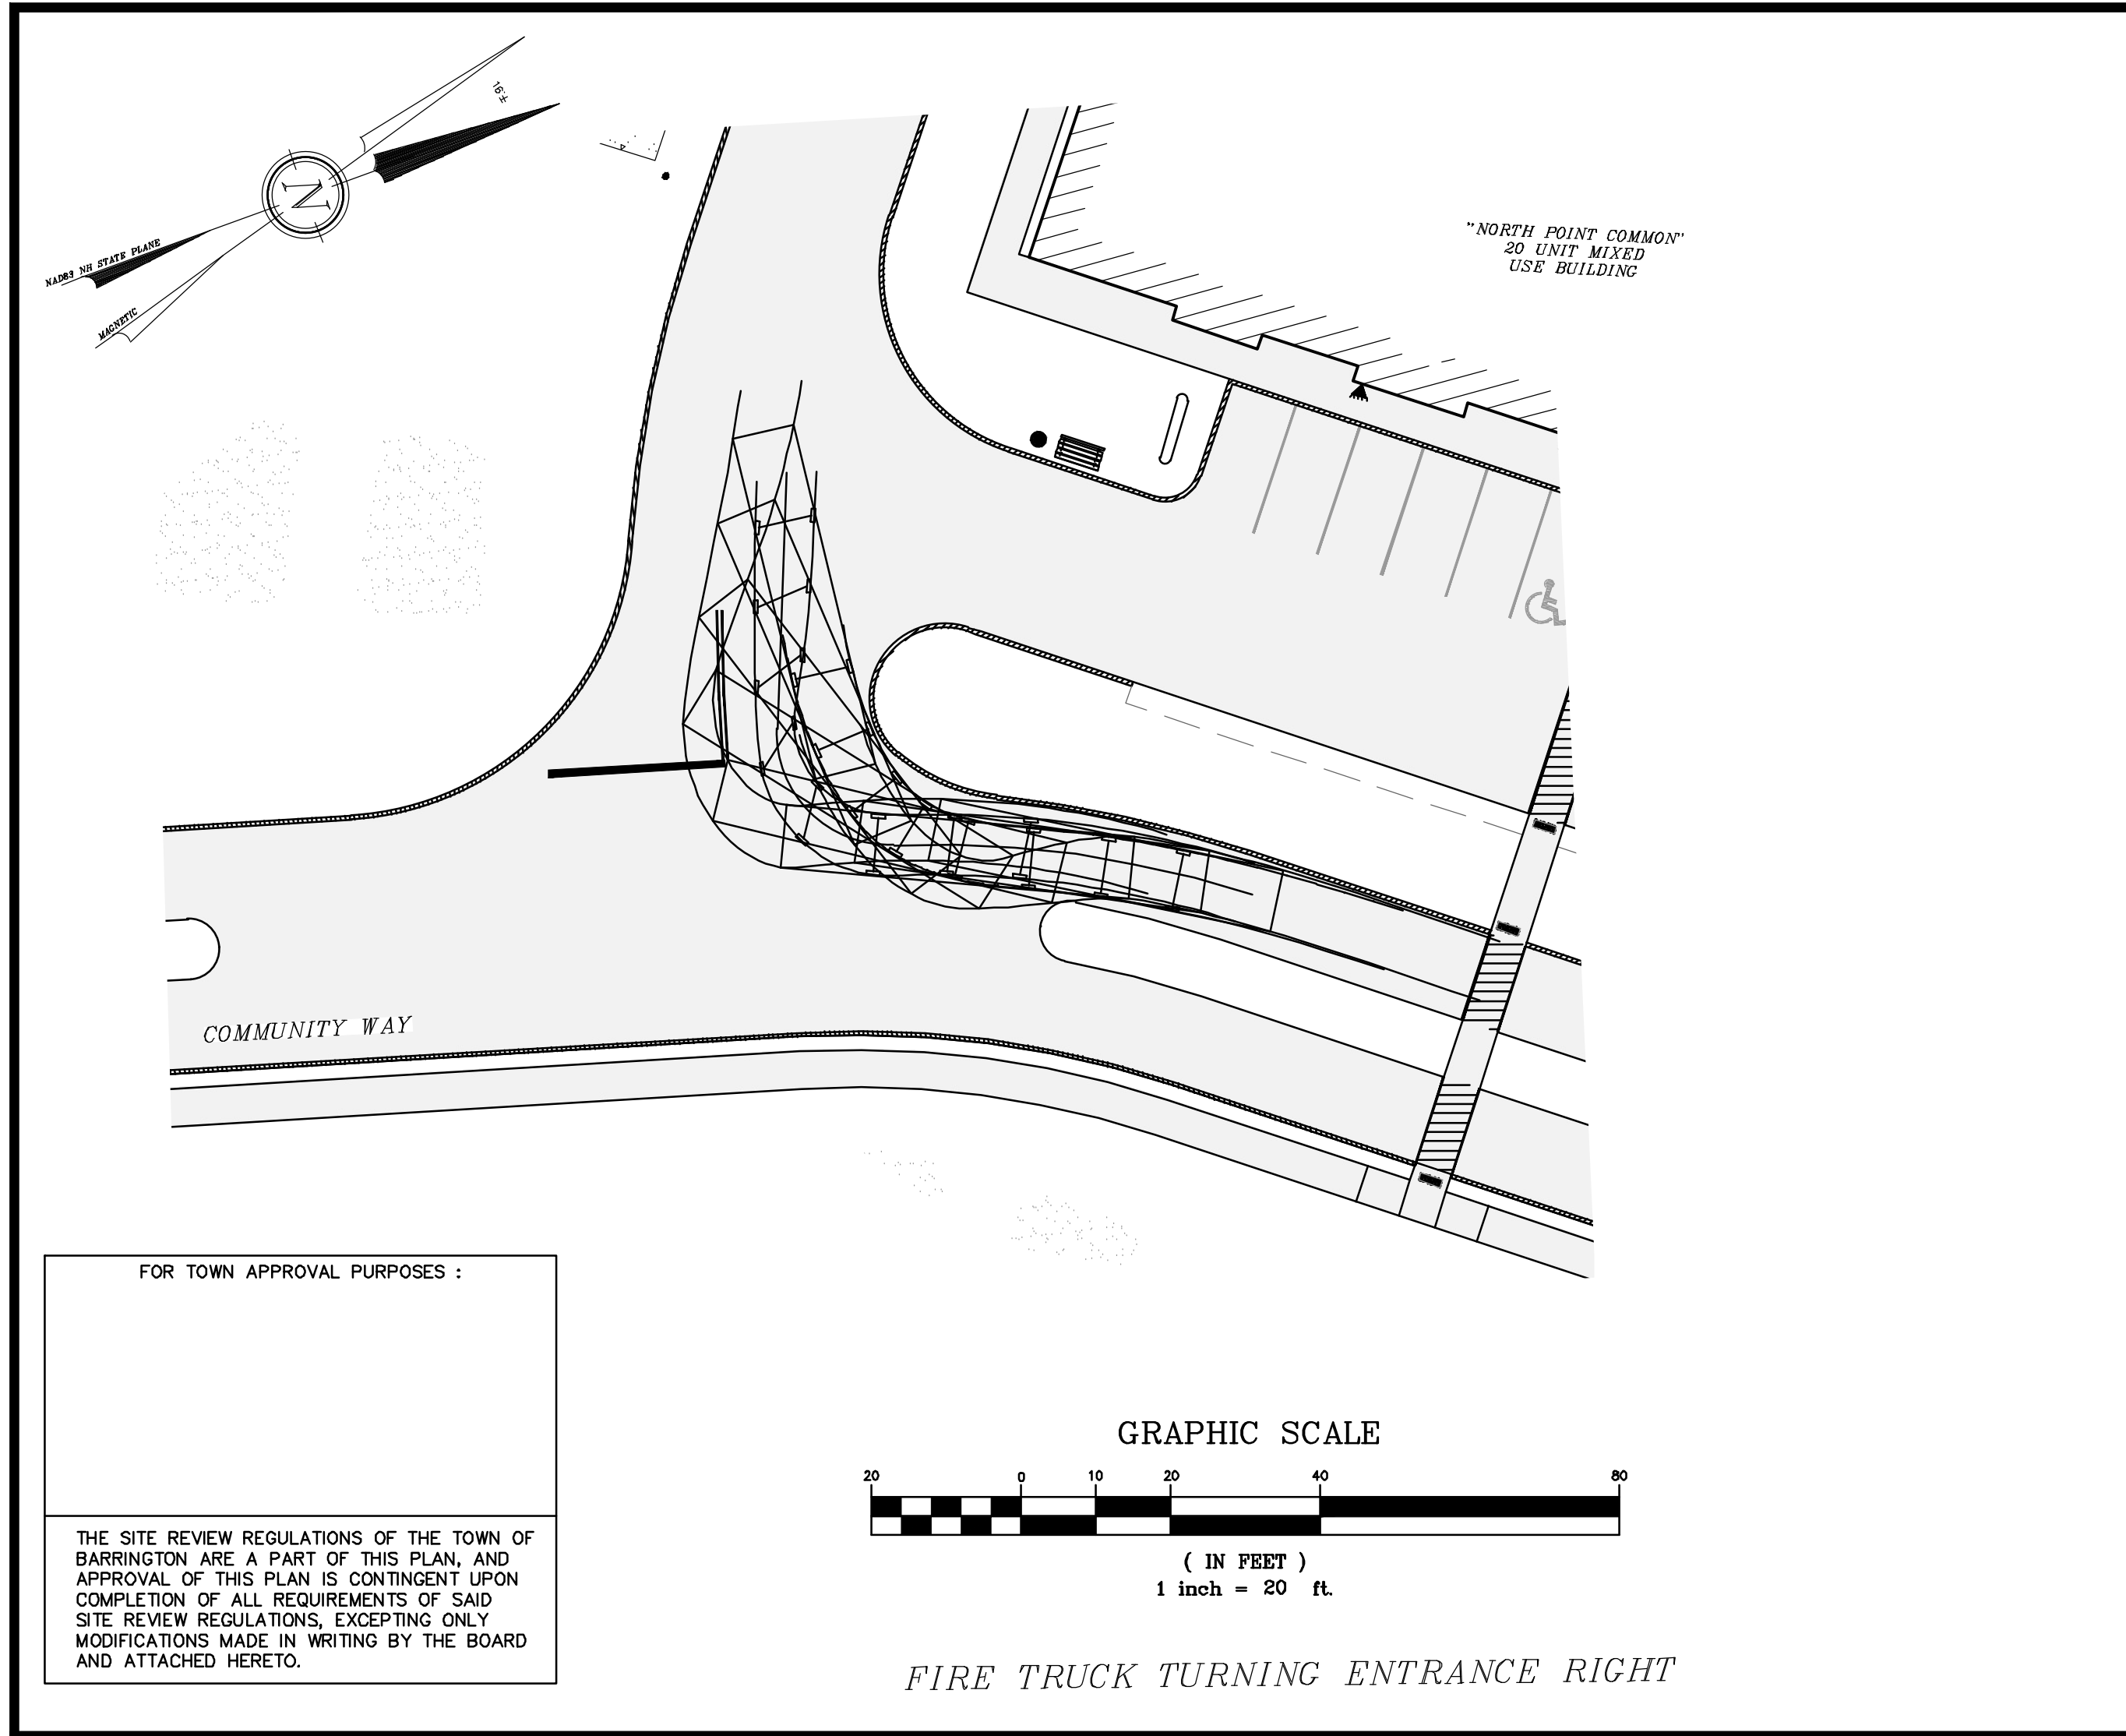 16'±
N
NAD83 NH STATE PLANE
MAGNETIC
"NORTH POINT COMMON"
20 UNIT MIXED
USE BUILDING
COMMUNITY WAY
FOR TOWN APPROVAL PURPOSES :
THE SITE REVIEW REGULATIONS OF THE TOWN OF
BARRINGTON ARE A PART OF THIS PLAN, AND
APPROVAL OF THIS PLAN IS CONTINGENT UPON
COMPLETION OF ALL REQUIREMENTS OF SAID
SITE REVIEW REGULATIONS, EXCEPTING ONLY
MODIFICATIONS MADE IN WRITING BY THE BOARD
AND ATTACHED HERETO.
GRAPHIC SCALE
20 0 10 20 40 80
( IN FEET )
1 inch = 20 ft.
FIRE TRUCK TURNING ENTRANCE RIGHT